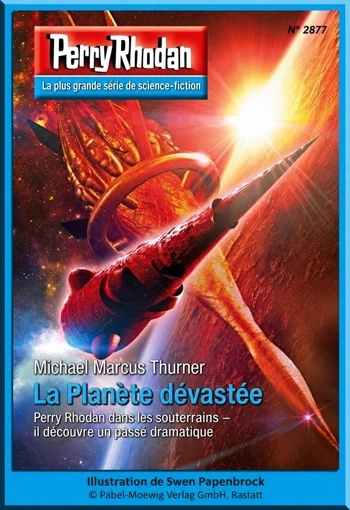 N° 2877
Perry Rhodan
La plus grande série de science-fiction
Michael Marcus Thurner
La Planète dévastée
Perry Rhodan dans les souterrains –
il découvre un passé dramatique
Illustration de Swen Papenbrock
© Pabel-Moewig Verlag GmbH, Rastatt